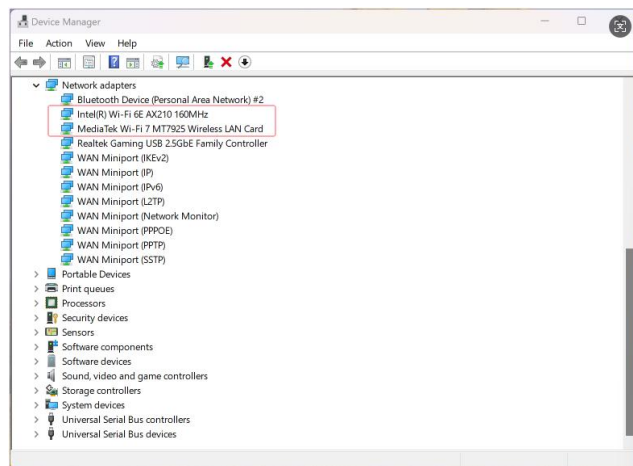 Device Manager
File Action View Help
Network adapters
Bluetooth Device (Personal Area Network) #2
Intel(R) Wi-Fi 6E AX210 160MHz
MediaTek Wi-Fi 7 MT7925 Wireless LAN Card
Realtek Gaming USB 2.5GbE Family Controller
WAN Miniport (IKEv2)
WAN Miniport (IP)
WAN Miniport (IPv6)
WAN Miniport (L2TP)
WAN Miniport (Network Monitor)
WAN Miniport (PPPOE)
WAN Miniport (PPTP)
WAN Miniport (SSTP)
Portable Devices
Print queues
Processors
Security devices
Sensors
Software components
Software devices
Sound, video and game controllers
Storage controllers
System devices
Universal Serial Bus controllers
Universal Serial Bus devices